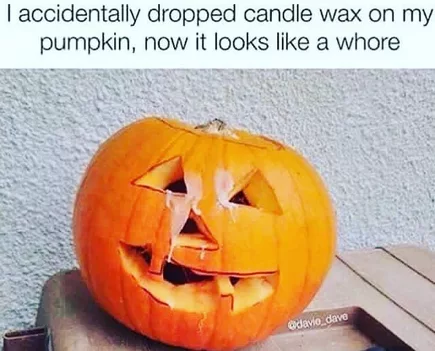 I accidentally dropped candle wax on my
pumpkin, now it looks like a whore
@davie_dave